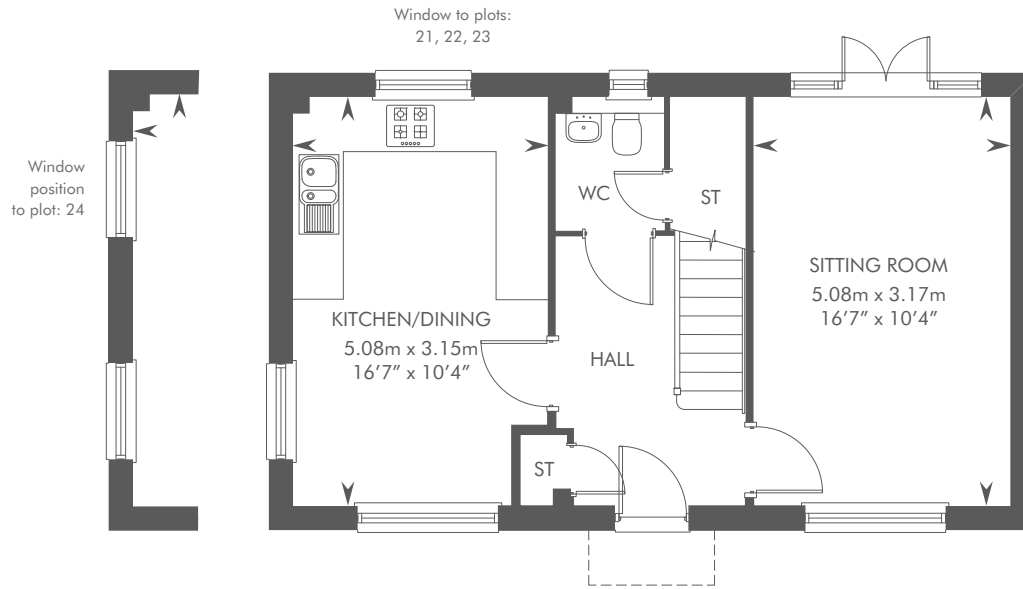 Window to plots:
21, 22, 23
Window
position
to plot: 24
WC
ST
SITTING ROOM
5.08m x 3.17m
16’7” x 10’4”
KITCHEN/DINING
5.08m x 3.15m
16’7” x 10’4”
HALL
ST